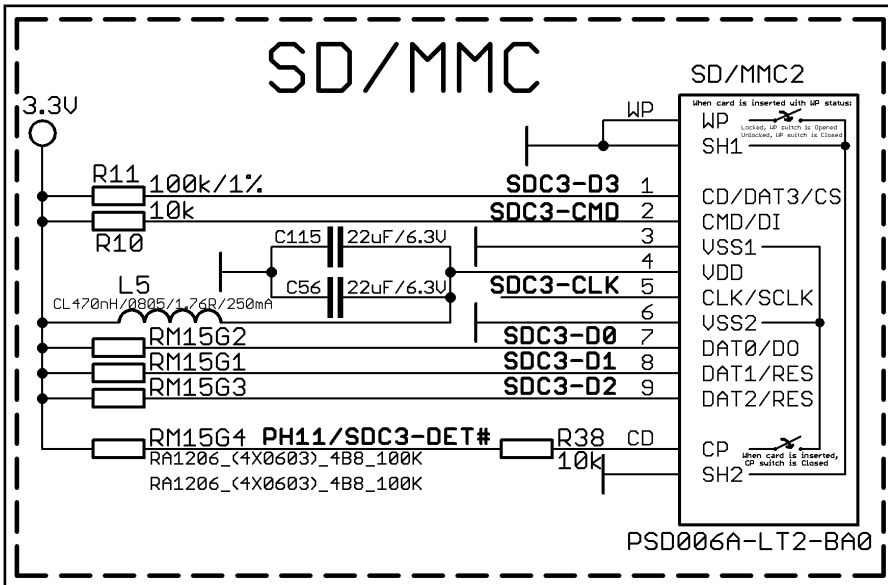 SD/MMC
SD/MMC2
3.3V
When card is inserted with WP status:
WP
WP
Locked, WP switch is Opened
Unlocked, WP switch is Closed
SH1
R11
100k/1%
SDC3-D3
1
CD/DAT3/CS
10k
SDC3-CMD
2
CMD/DI
R10
C115
22uF/6.3V
3
VSS1
4
VDD
L5
C56
22uF/6.3V
SDC3-CLK
5
CLK/SCLK
CL470nH/0805/1,76R/250mA
6
VSS2
RM15G2
SDC3-D0
7
DAT0/DO
RM15G1
SDC3-D1
8
DAT1/RES
RM15G3
SDC3-D2
9
DAT2/RES
RM15G4
PH11/SDC3-DET#
R38
CD
CP
When card is inserted,
CP switch is Closed
RA1206_(4X0603)_4B8_100K
10k
SH2
RA1206_(4X0603)_4B8_100K
PSD006A-LT2-BA0